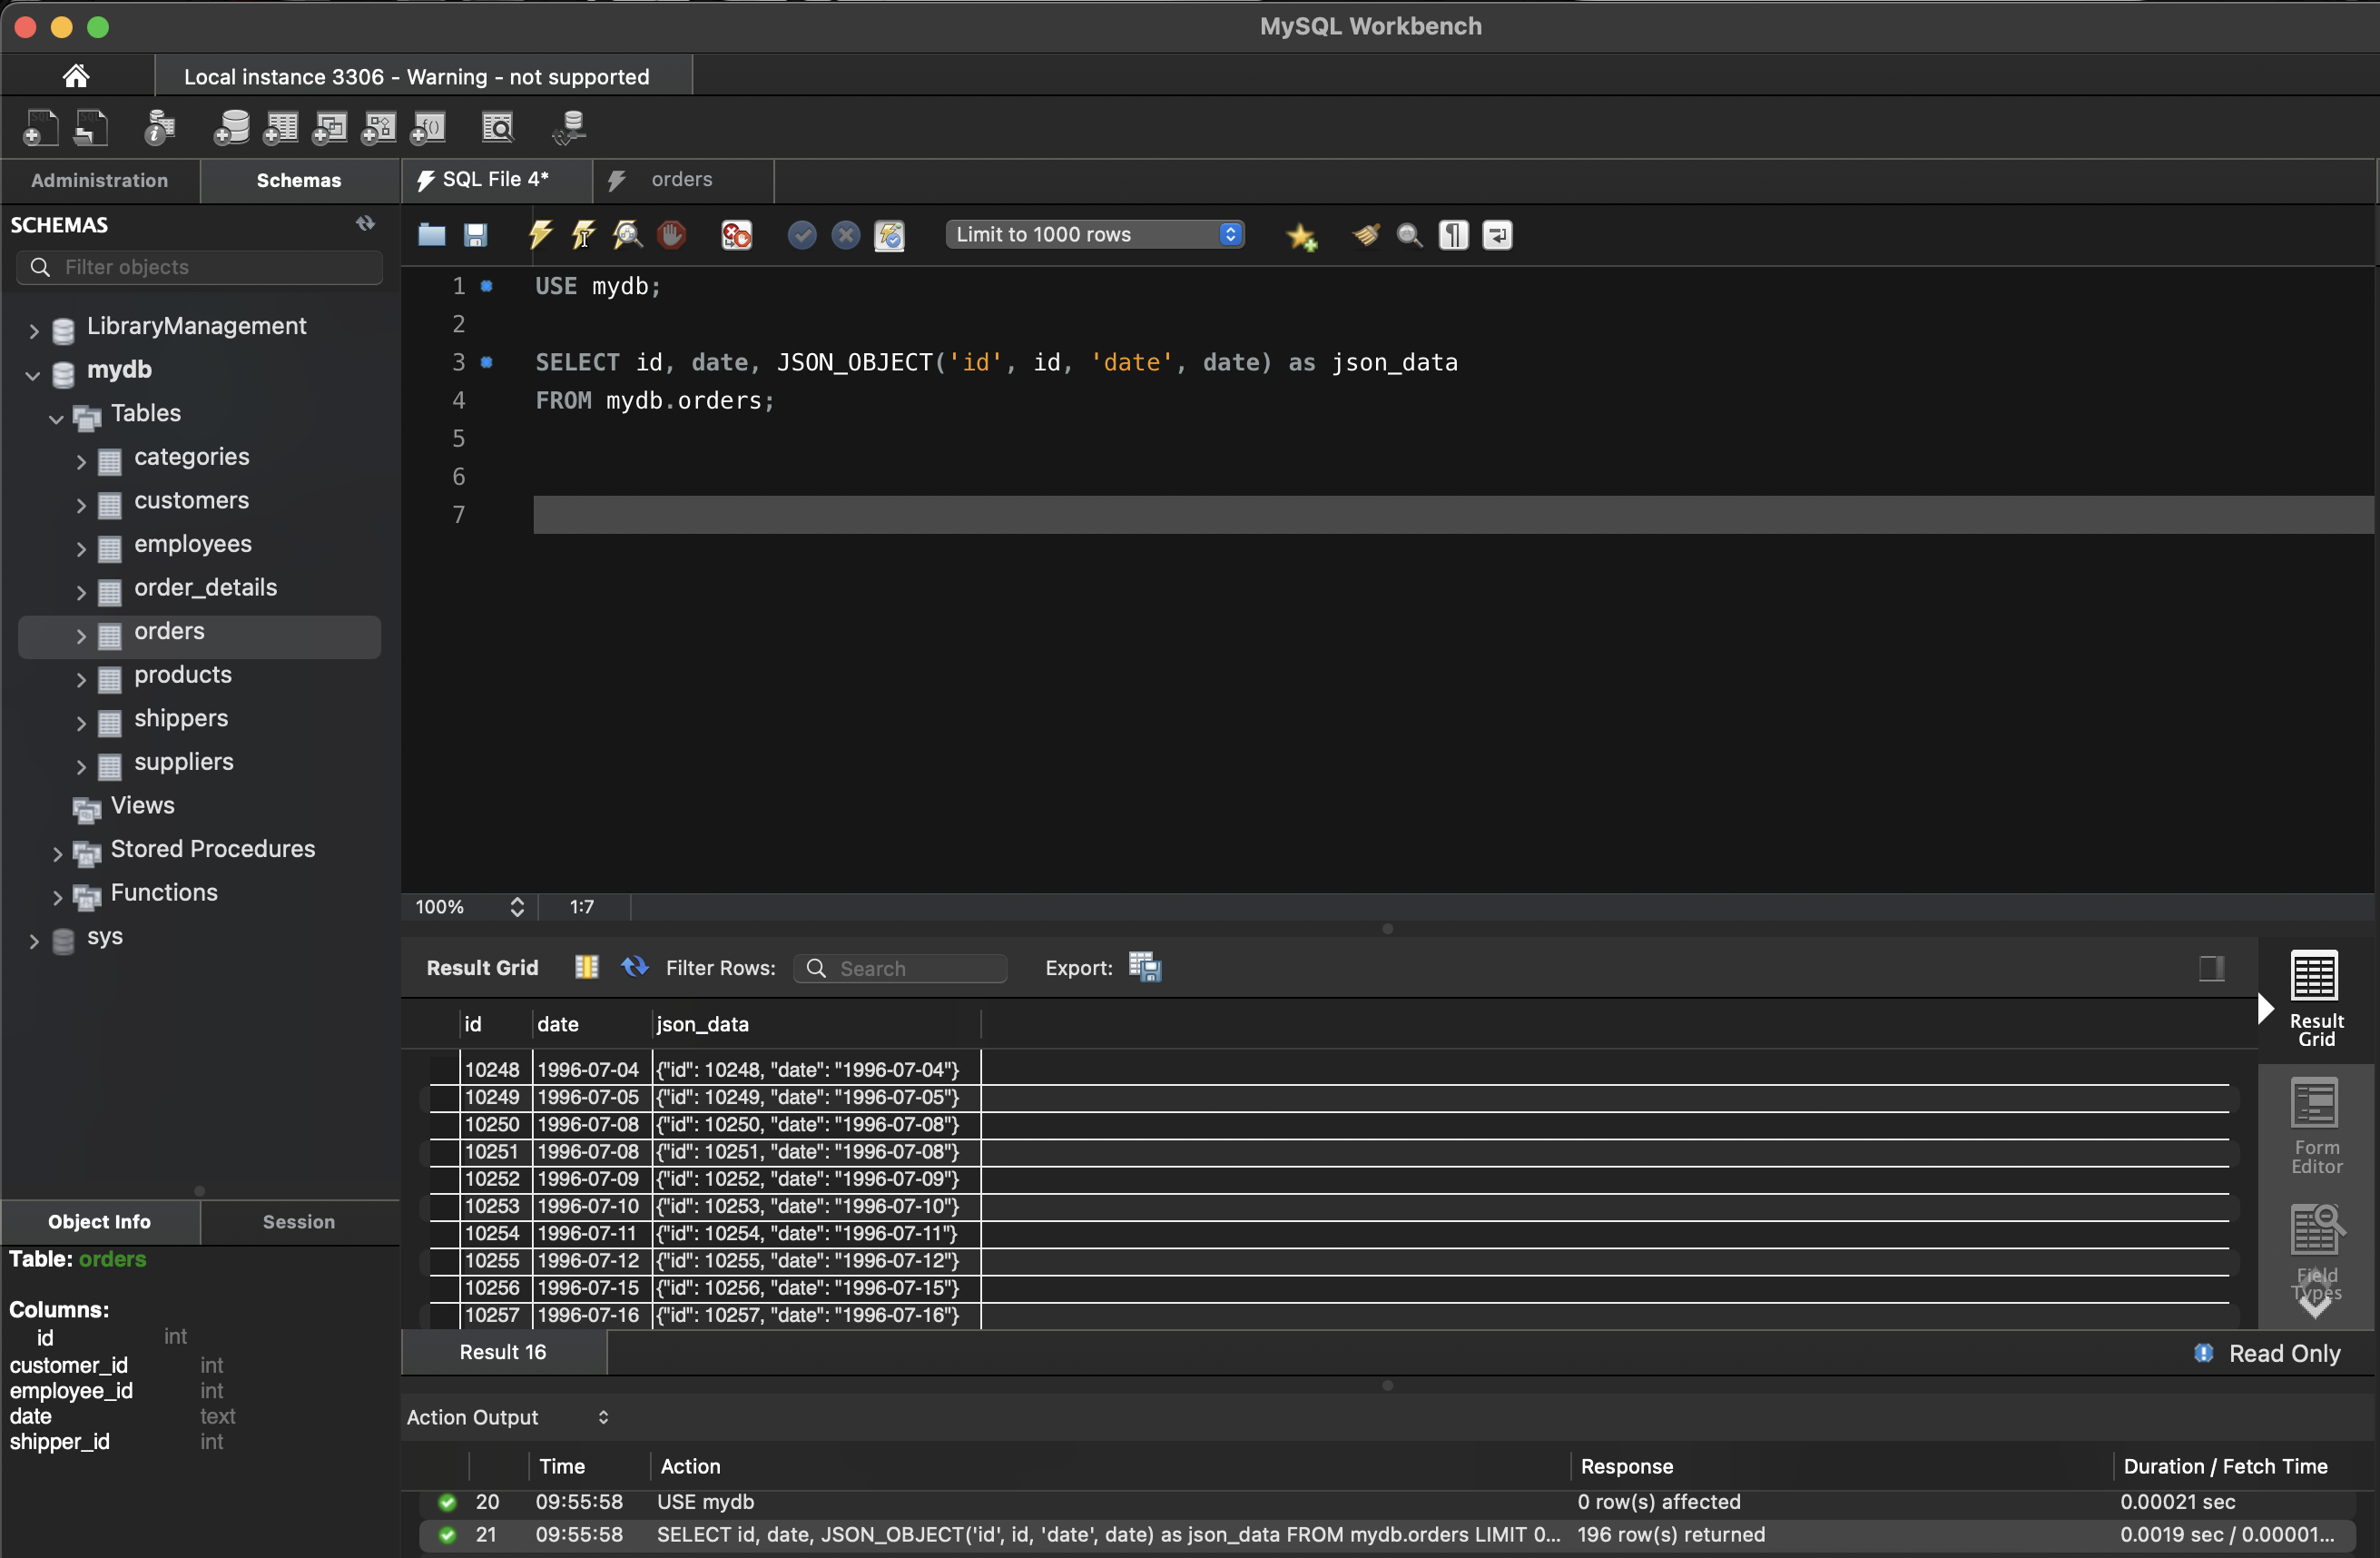 MySQL Workbench
Local instance 3306 - Warning - not supported
Administration
Schemas
SQL File 4*
orders
SCHEMAS
Filter objects
LibraryManagement
mydb
Tables
categories
customers
employees
order_details
orders
products
shippers
suppliers
Views
Stored Procedures
Functions
sys
Object Info
Session
Table: orders
Columns:
id int
customer_id int
employee_id int
date text
shipper_id int
Limit to 1000 rows
1 USE mydb;
2
3 SELECT id, date, JSON_OBJECT('id', id, 'date', date) as json_data
4 FROM mydb.orders;
5
6
7
100% 1:7
Result Grid Filter Rows: Search Export:
id date json_data
10248 1996-07-04 {"id": 10248, "date": "1996-07-04"}
10249 1996-07-05 {"id": 10249, "date": "1996-07-05"}
10250 1996-07-08 {"id": 10250, "date": "1996-07-08"}
10251 1996-07-08 {"id": 10251, "date": "1996-07-08"}
10252 1996-07-09 {"id": 10252, "date": "1996-07-09"}
10253 1996-07-10 {"id": 10253, "date": "1996-07-10"}
10254 1996-07-11 {"id": 10254, "date": "1996-07-11"}
10255 1996-07-12 {"id": 10255, "date": "1996-07-12"}
10256 1996-07-15 {"id": 10256, "date": "1996-07-15"}
10257 1996-07-16 {"id": 10257, "date": "1996-07-16"}
Result
Grid
Form
Editor
Field
Types
Result 16
Read Only
Action Output
Time Action Response Duration / Fetch Time
20 09:55:58 USE mydb 0 row(s) affected 0.00021 sec
21 09:55:58 SELECT id, date, JSON_OBJECT('id', id, 'date', date) as json_data FROM mydb.orders LIMIT 0... 196 row(s) returned 0.0019 sec / 0.00001...